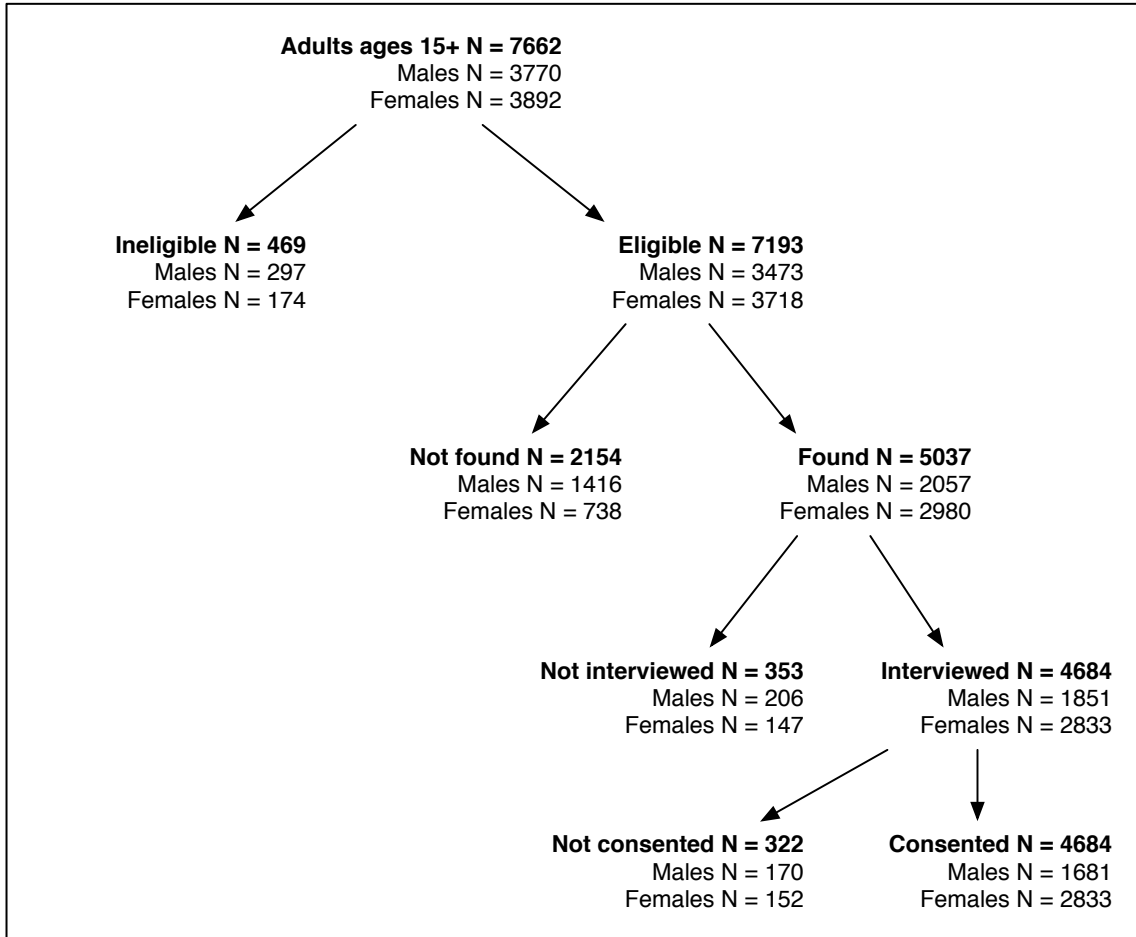 Adults ages 15+ N = 7662
Males N = 3770
Females N = 3892
Ineligible N = 469
Males N = 297
Females N = 174
Eligible N = 7193
Males N = 3473
Females N = 3718
Not found N = 2154
Males N = 1416
Females N = 738
Found N = 5037
Males N = 2057
Females N = 2980
Not interviewed N = 353
Males N = 206
Females N = 147
Interviewed N = 4684
Males N = 1851
Females N = 2833
Not consented N = 322
Males N = 170
Females N = 152
Consented N = 4684
Males N = 1681
Females N = 2833